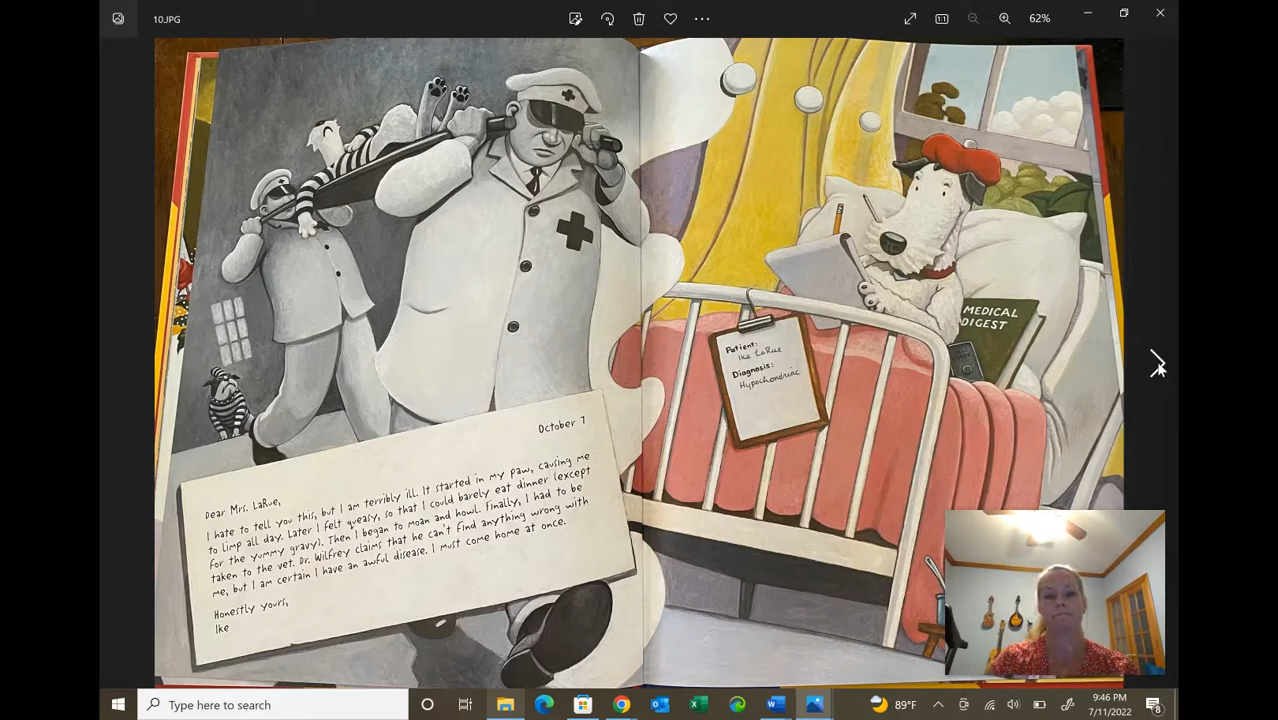 10.JPG
62%
MEDICAL
DIGEST
Patient:
Ike LaRue
Diagnosis:
Hypochondriac
October 7
Dear Mrs. LaRue,
I hate to tell you this, but I am terribly ill. It started in my paw, causing me
to limp all day. Later I felt queasy, so that I could barely eat dinner (except
for the yummy gravy). Then I began to moan and howl. Finally, I had to be
taken to the vet. Dr. Wilfrey claims that he can't find anything wrong with
me, but I am certain I have an awful disease. I must come home at once.
Honestly yours,
Ike
Type here to search
89°F
9:46 PM
7/11/2022
8